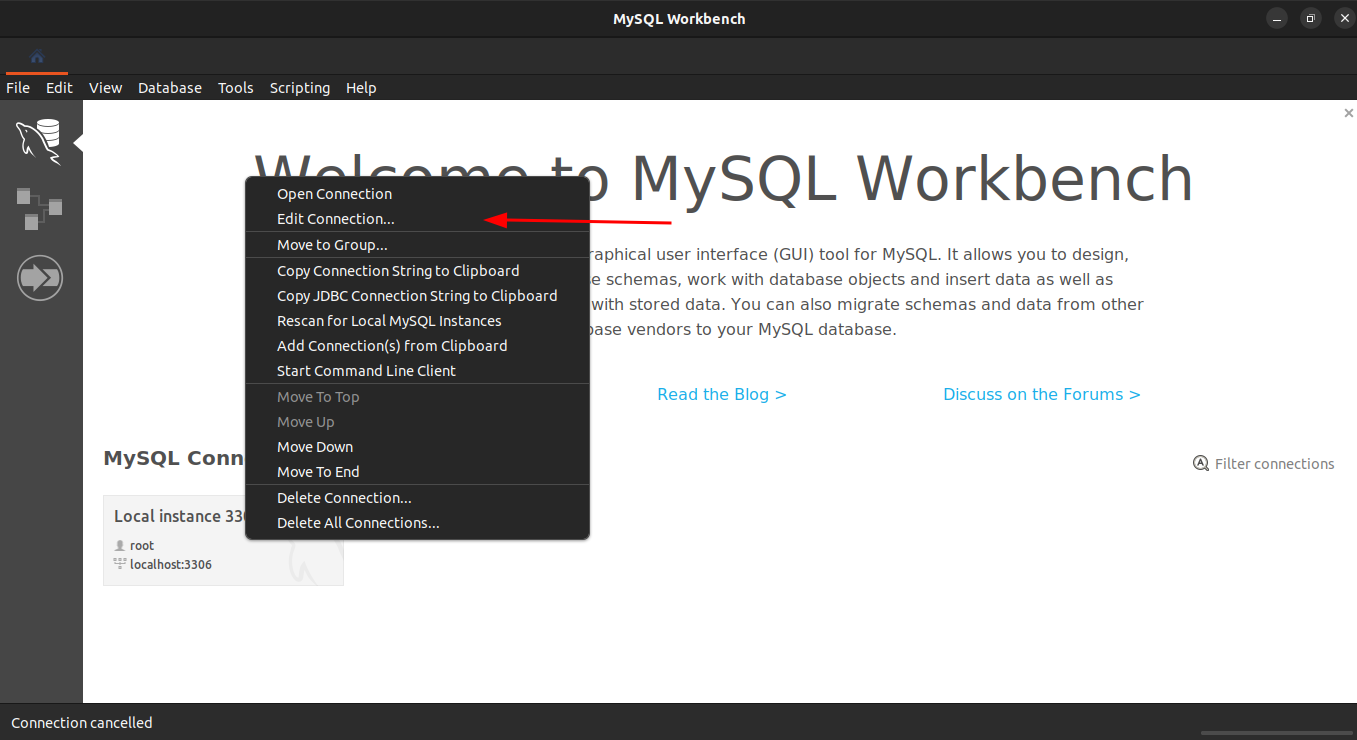 MySQL Workbench
File Edit View Database Tools Scripting Help
Welcome to MySQL Workbench
Open Connection
Edit Connection...
Move to Group...
Copy Connection String to Clipboard
Copy JDBC Connection String to Clipboard
Rescan for Local MySQL Instances
Add Connection(s) from Clipboard
Start Command Line Client
Move To Top
Move Up
Move Down
Move To End
Delete Connection...
Delete All Connections...
raphical user interface (GUI) tool for MySQL. It allows you to design,
e schemas, work with database objects and insert data as well as
with stored data. You can also migrate schemas and data from other
base vendors to your MySQL database.
Read the Blog > Discuss on the Forums >
MySQL Conn
Filter connections
Local instance 330
root
localhost:3306
Connection cancelled